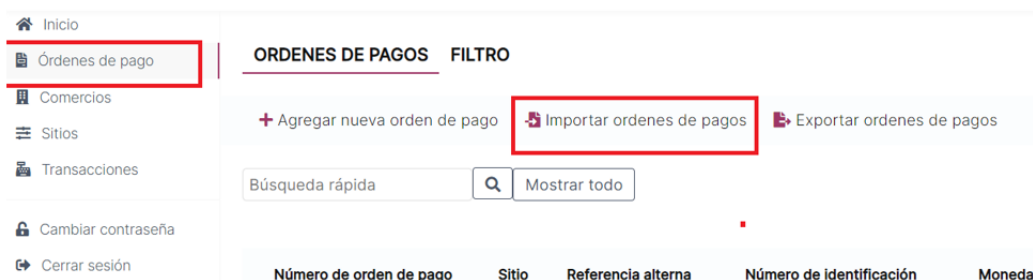 Inicio
Órdenes de pago
Comercios
Sitios
Transacciones
Cambiar contraseña
Cerrar sesión
ORDENES DE PAGOS FILTRO
Agregar nueva orden de pago Importar ordenes de pagos Exportar ordenes de pagos
Búsqueda rápida Mostrar todo
Número de orden de pago Sitio Referencia alterna Número de identificación Moneda